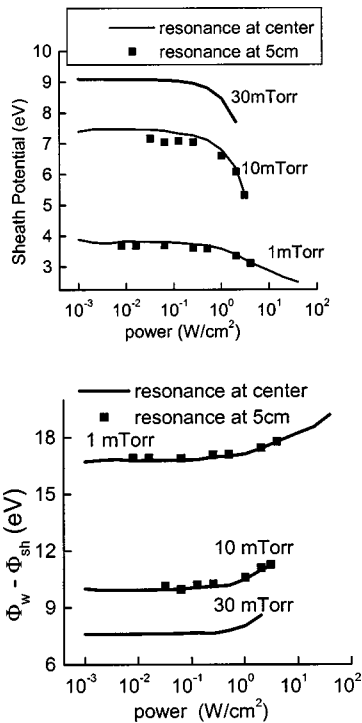 resonance at center
resonance at 5cm
10
9
8
7
6
5
4
3
Sheath Potential (eV)
30mTorr
10mTorr
1mTorr
10⁻³ 10⁻² 10⁻¹ 10⁰ 10¹ 10²
power (W/cm²)
resonance at center
resonance at 5cm
1 mTorr
18
15
12
9
6
Φw - Φsh (eV)
10 mTorr
30 mTorr
10⁻³ 10⁻² 10⁻¹ 10⁰ 10¹ 10²
power (W/cm²)